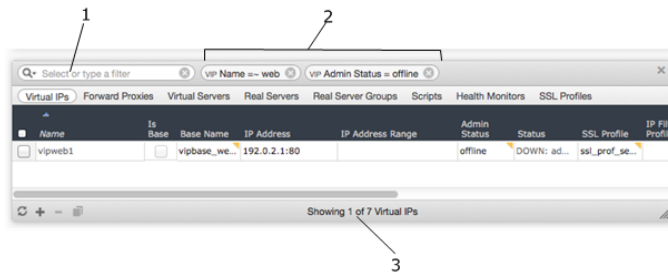 1
2
Select or type a filter
VIP Name =~ web
VIP Admin Status = offline
Virtual IPs Forward Proxies Virtual Servers Real Servers Real Server Groups Scripts Health Monitors SSL Profiles
Name Is Base Base Name IP Address IP Address Range Admin Status Status SSL Profile IP Fil Profil
vipweb1 vipbase_we... 192.0.2.1:80 offline DOWN: ad... ssl_prof_se...
Showing 1 of 7 Virtual IPs
3